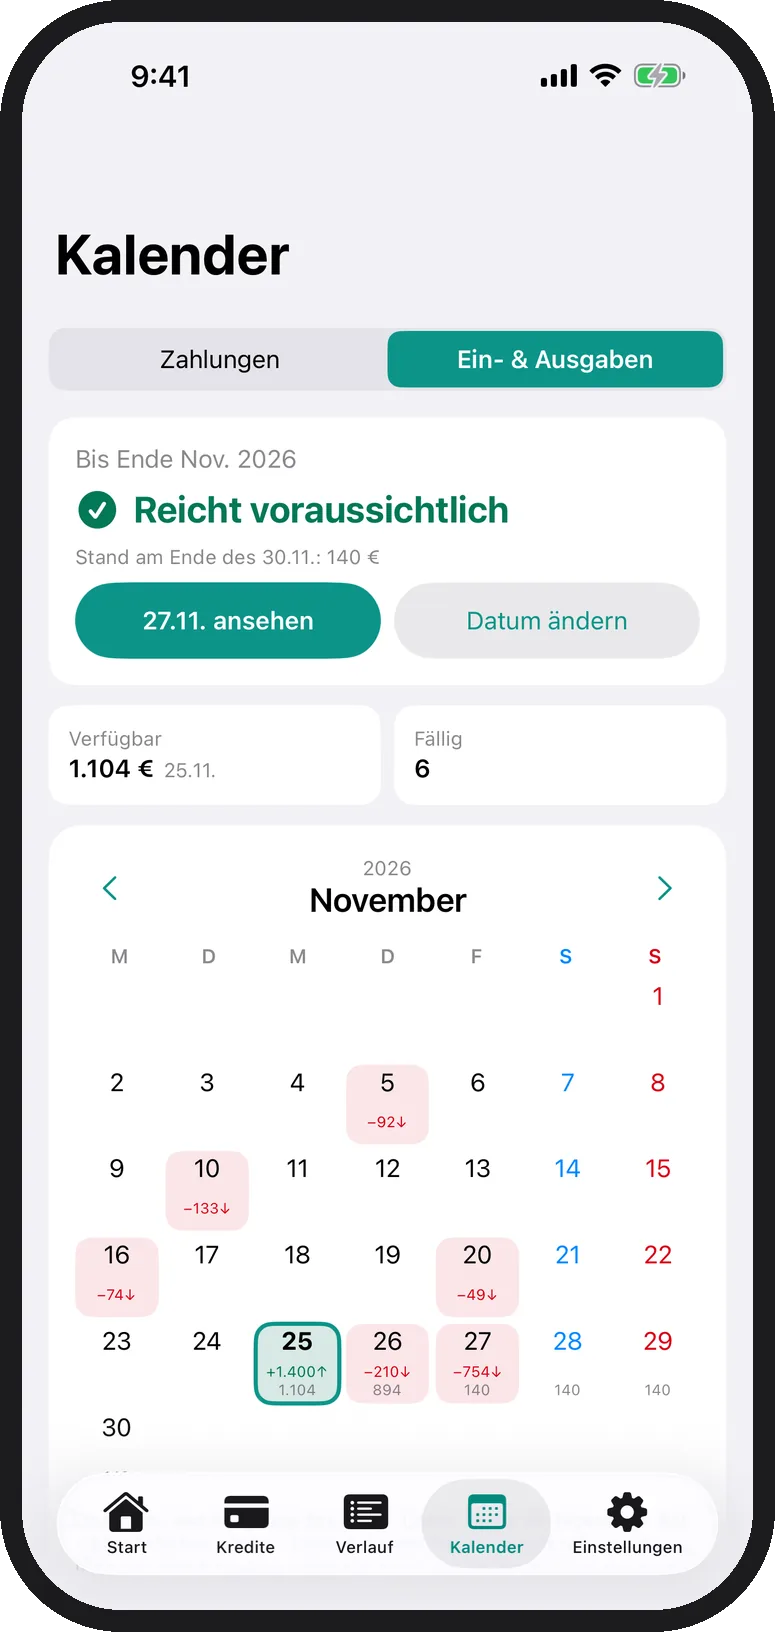 9:41
Kalender
Zahlungen
Ein- & Ausgaben
Bis Ende Nov. 2026
Reicht voraussichtlich
Stand am Ende des 30.11.: 140 €
27.11. ansehen
Datum ändern
Verfügbar
1.104 € 25.11.
Fällig
6
2026
November
M D M D F S S
1
2 3 4 5 6 7 8
−92↓
9 10 11 12 13 14 15
−133↓
16 17 18 19 20 21 22
−74↓ −49↓
23 24 25 26 27 28 29
+1.400↑ −210↓ −754↓
1.104 894 140 140 140
30
Start Kredite Verlauf Kalender Einstellungen